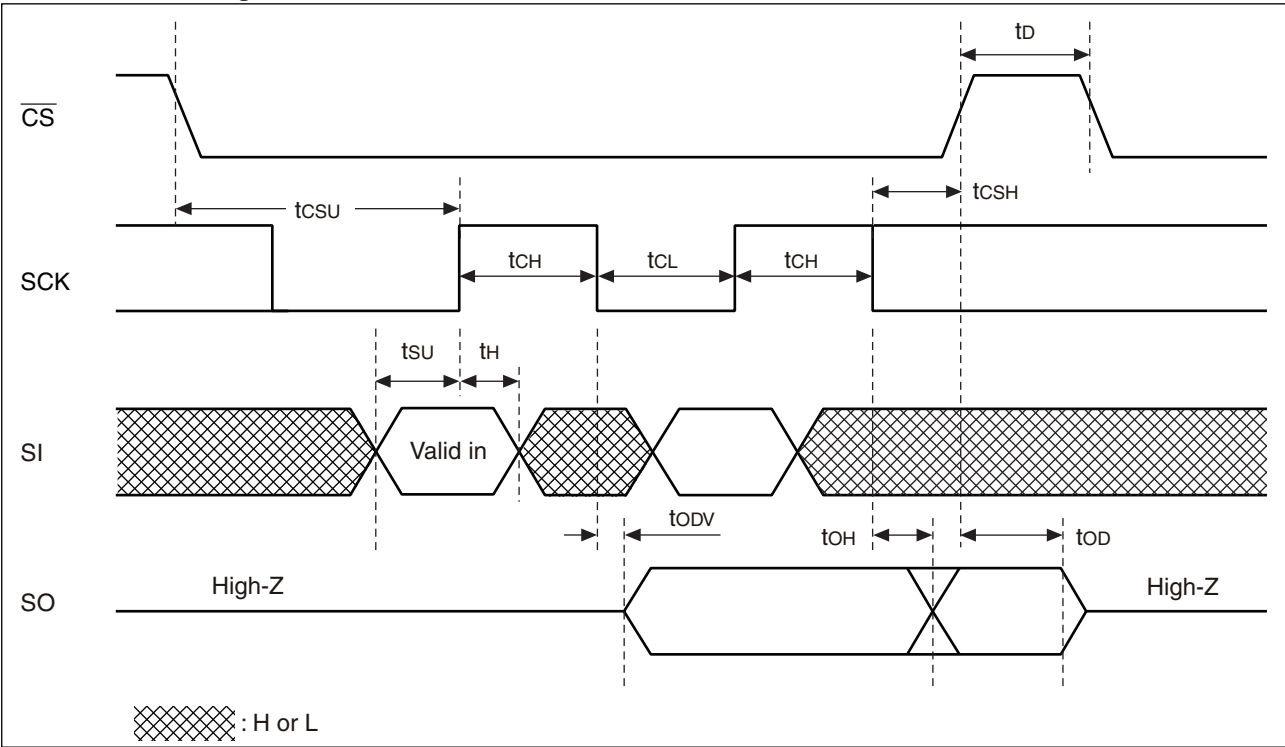 tD
CS
tCSH
tCSU
SCK
tCH
tCL
tCH
tSU
tH
SI
Valid in
tODV
tOH
tOD
SO
High-Z
High-Z
: H or L